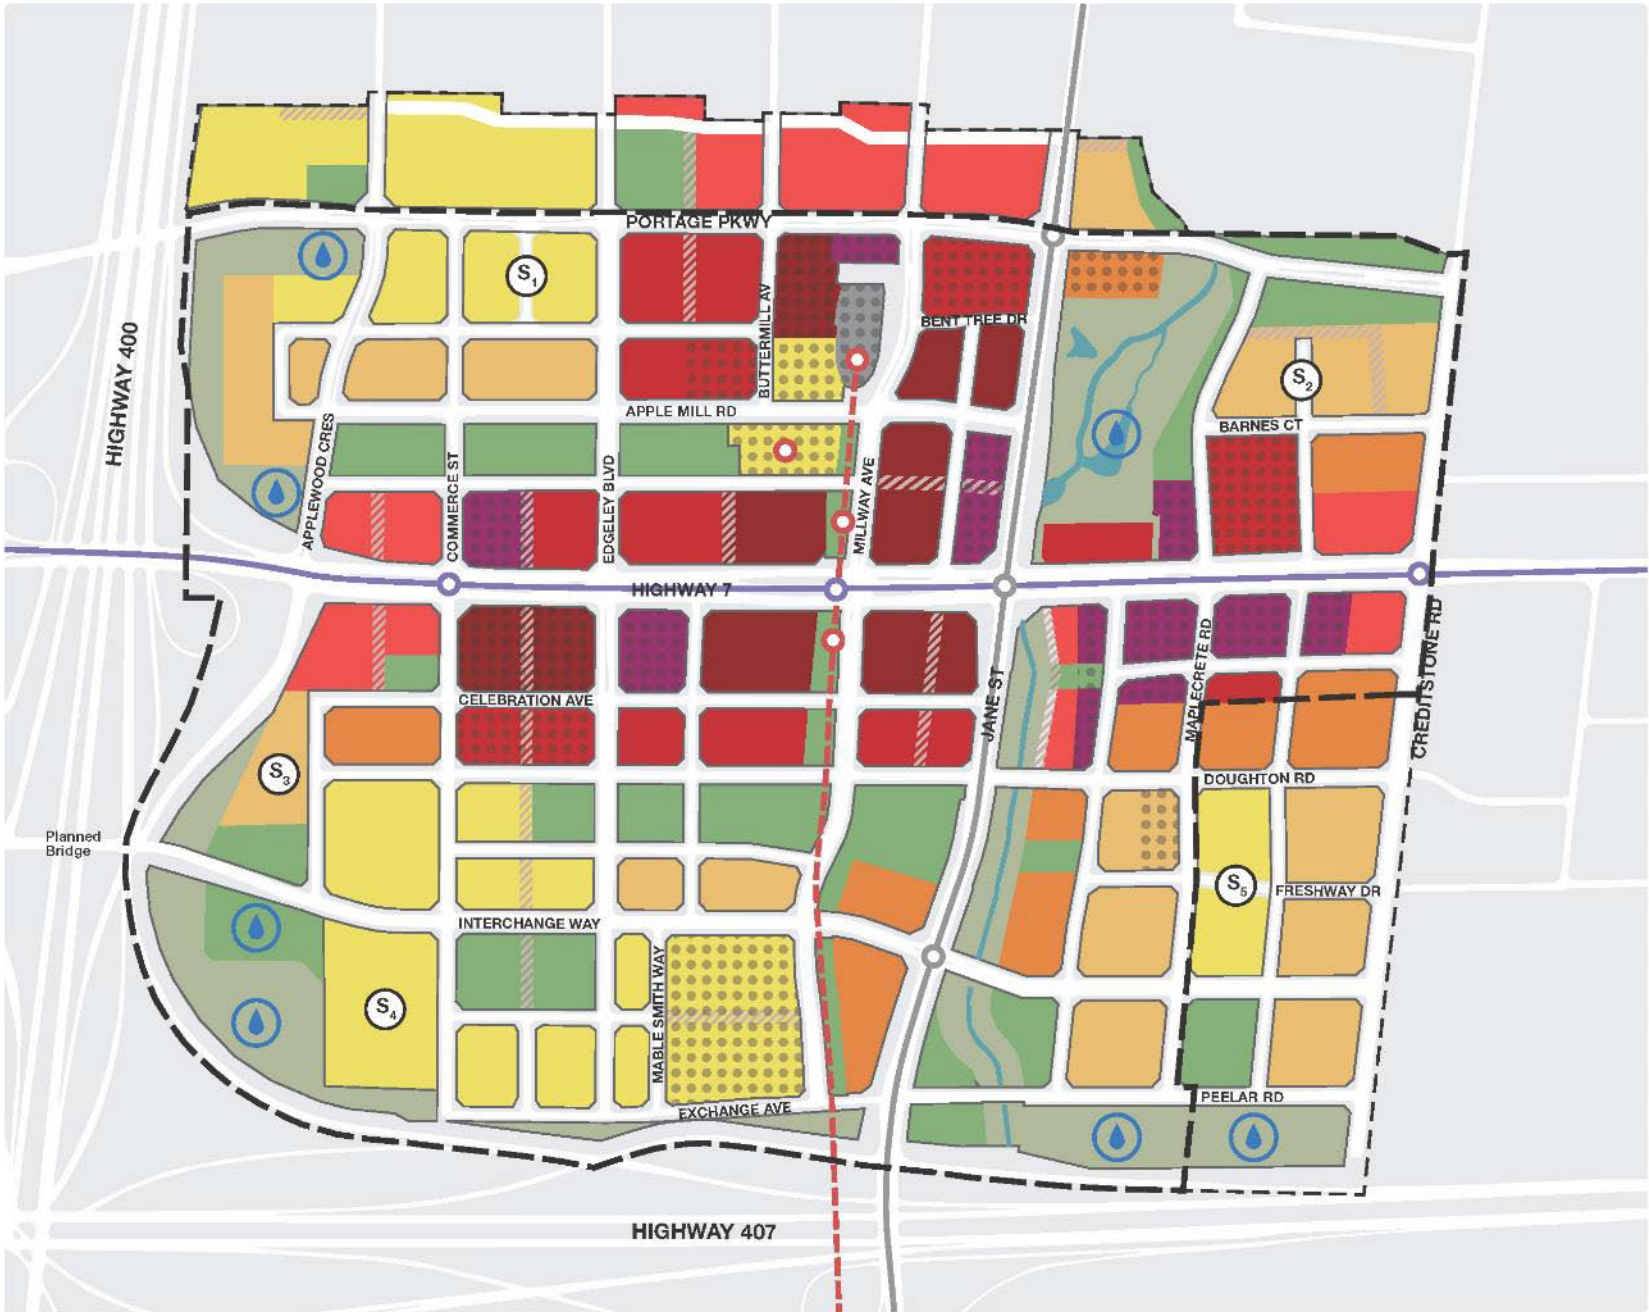 PORTAGE PKWY
S1
BUTTERMILL AV
BENT TREE DR
HIGHWAY 400
S2
APPLE MILL RD
BARNES CT
APPLEWOOD CRES
COMMERCE ST
EDGELEY BLVD
MILLWAY AVE
HIGHWAY 7
CREDITSTONE RD
MAPLECRETE RD
JANE ST
CELEBRATION AVE
S3
DOUGHTON RD
Planned
Bridge
S5
FRESHWAY DR
INTERCHANGE WAY
MABLE SMITH WAY
S4
PEELAR RD
EXCHANGE AVE
HIGHWAY 407